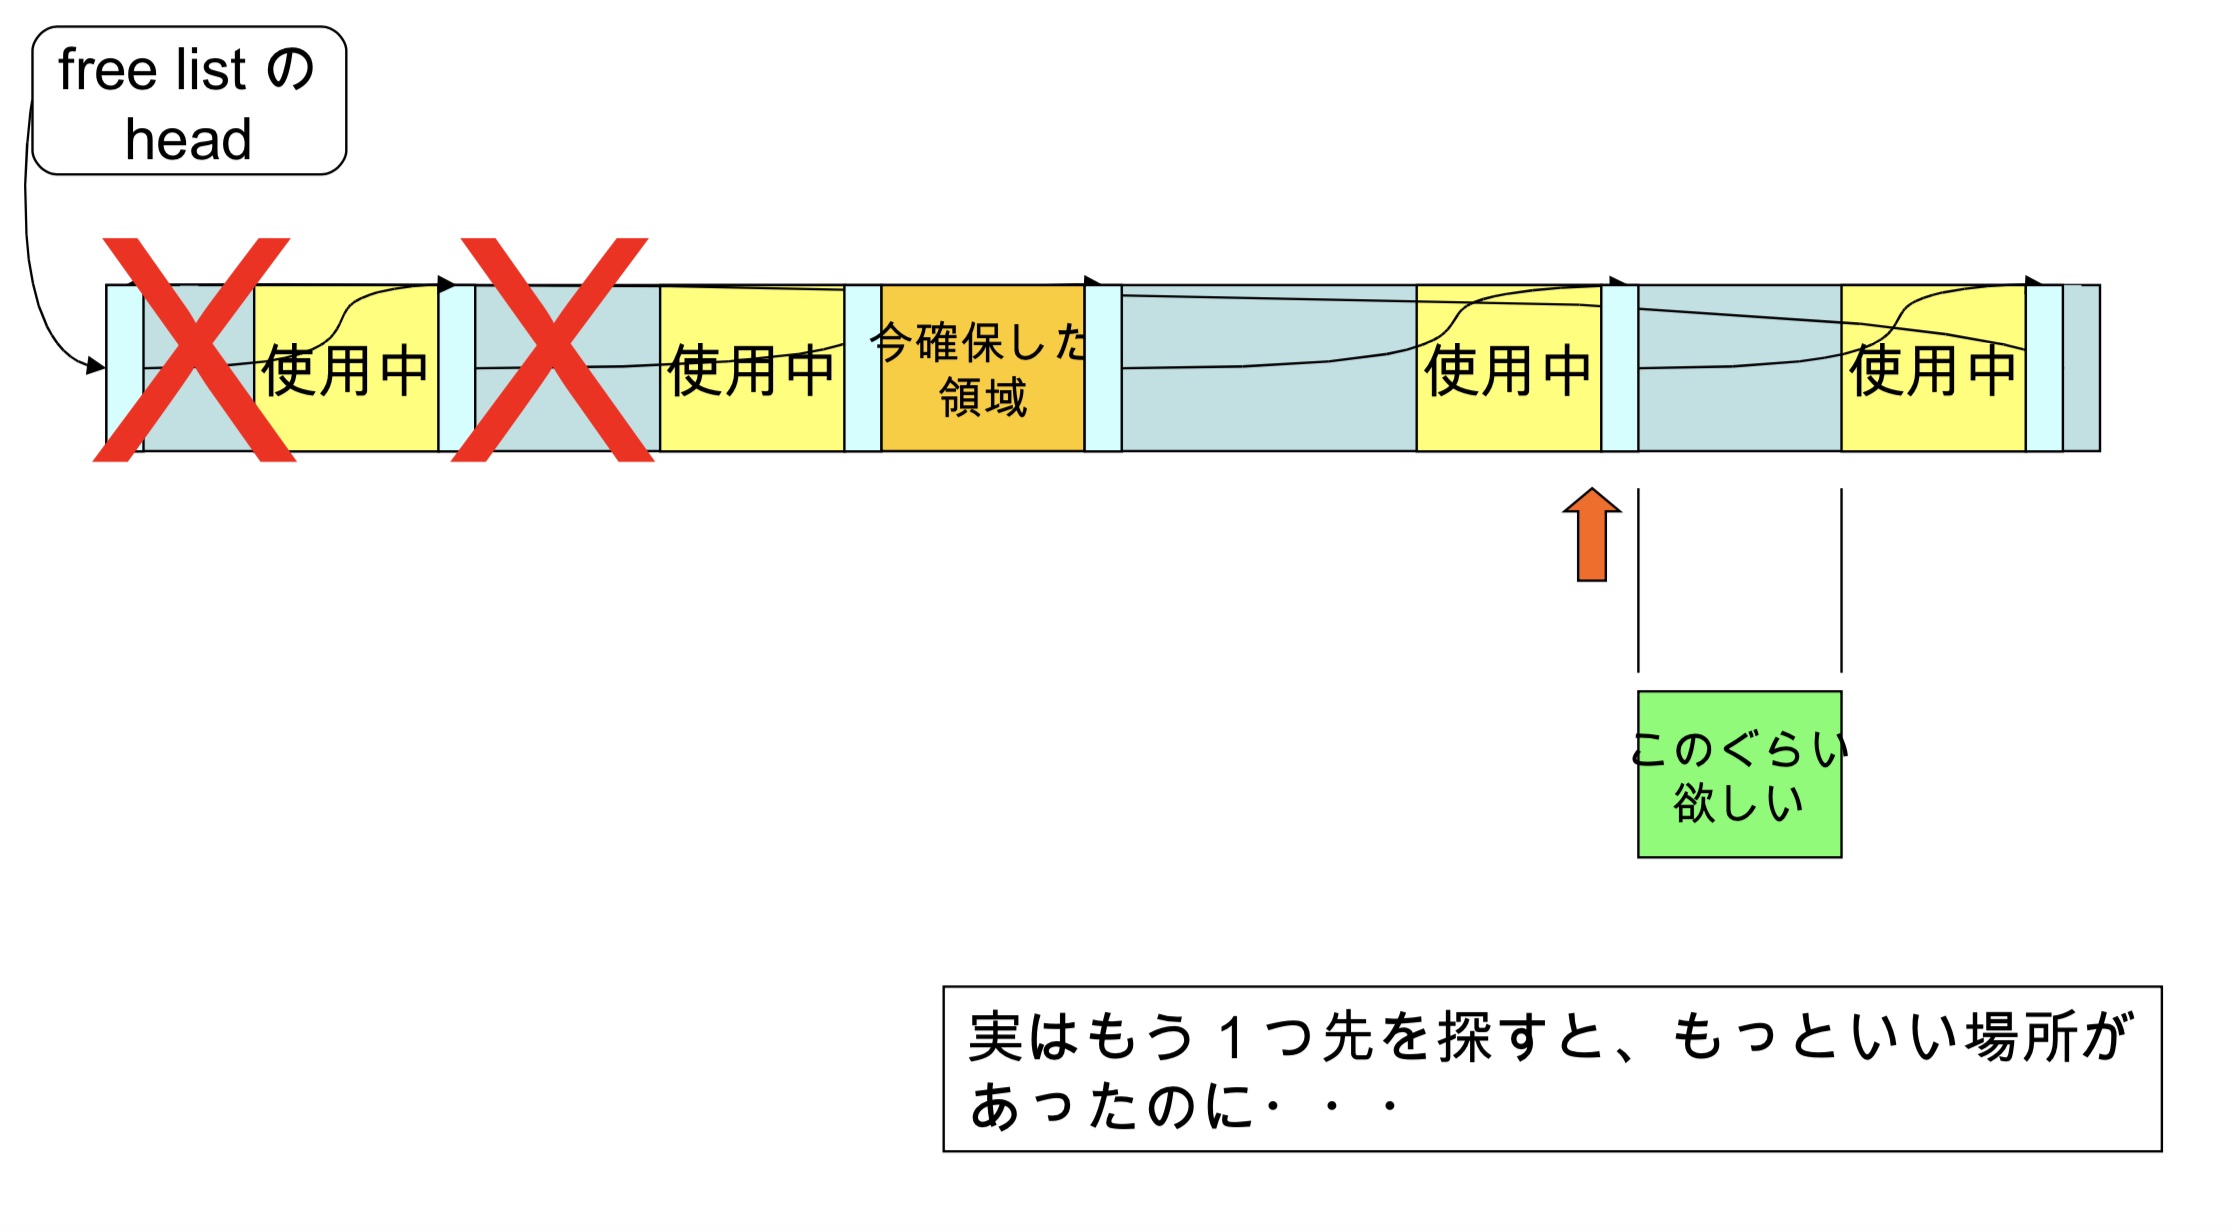 free list の
head
使用中
使用中
今確保した
領域
使用中
使用中
このぐらい
欲しい
実はもう１つ先を探すと、もっといい場所が
あったのに・・・